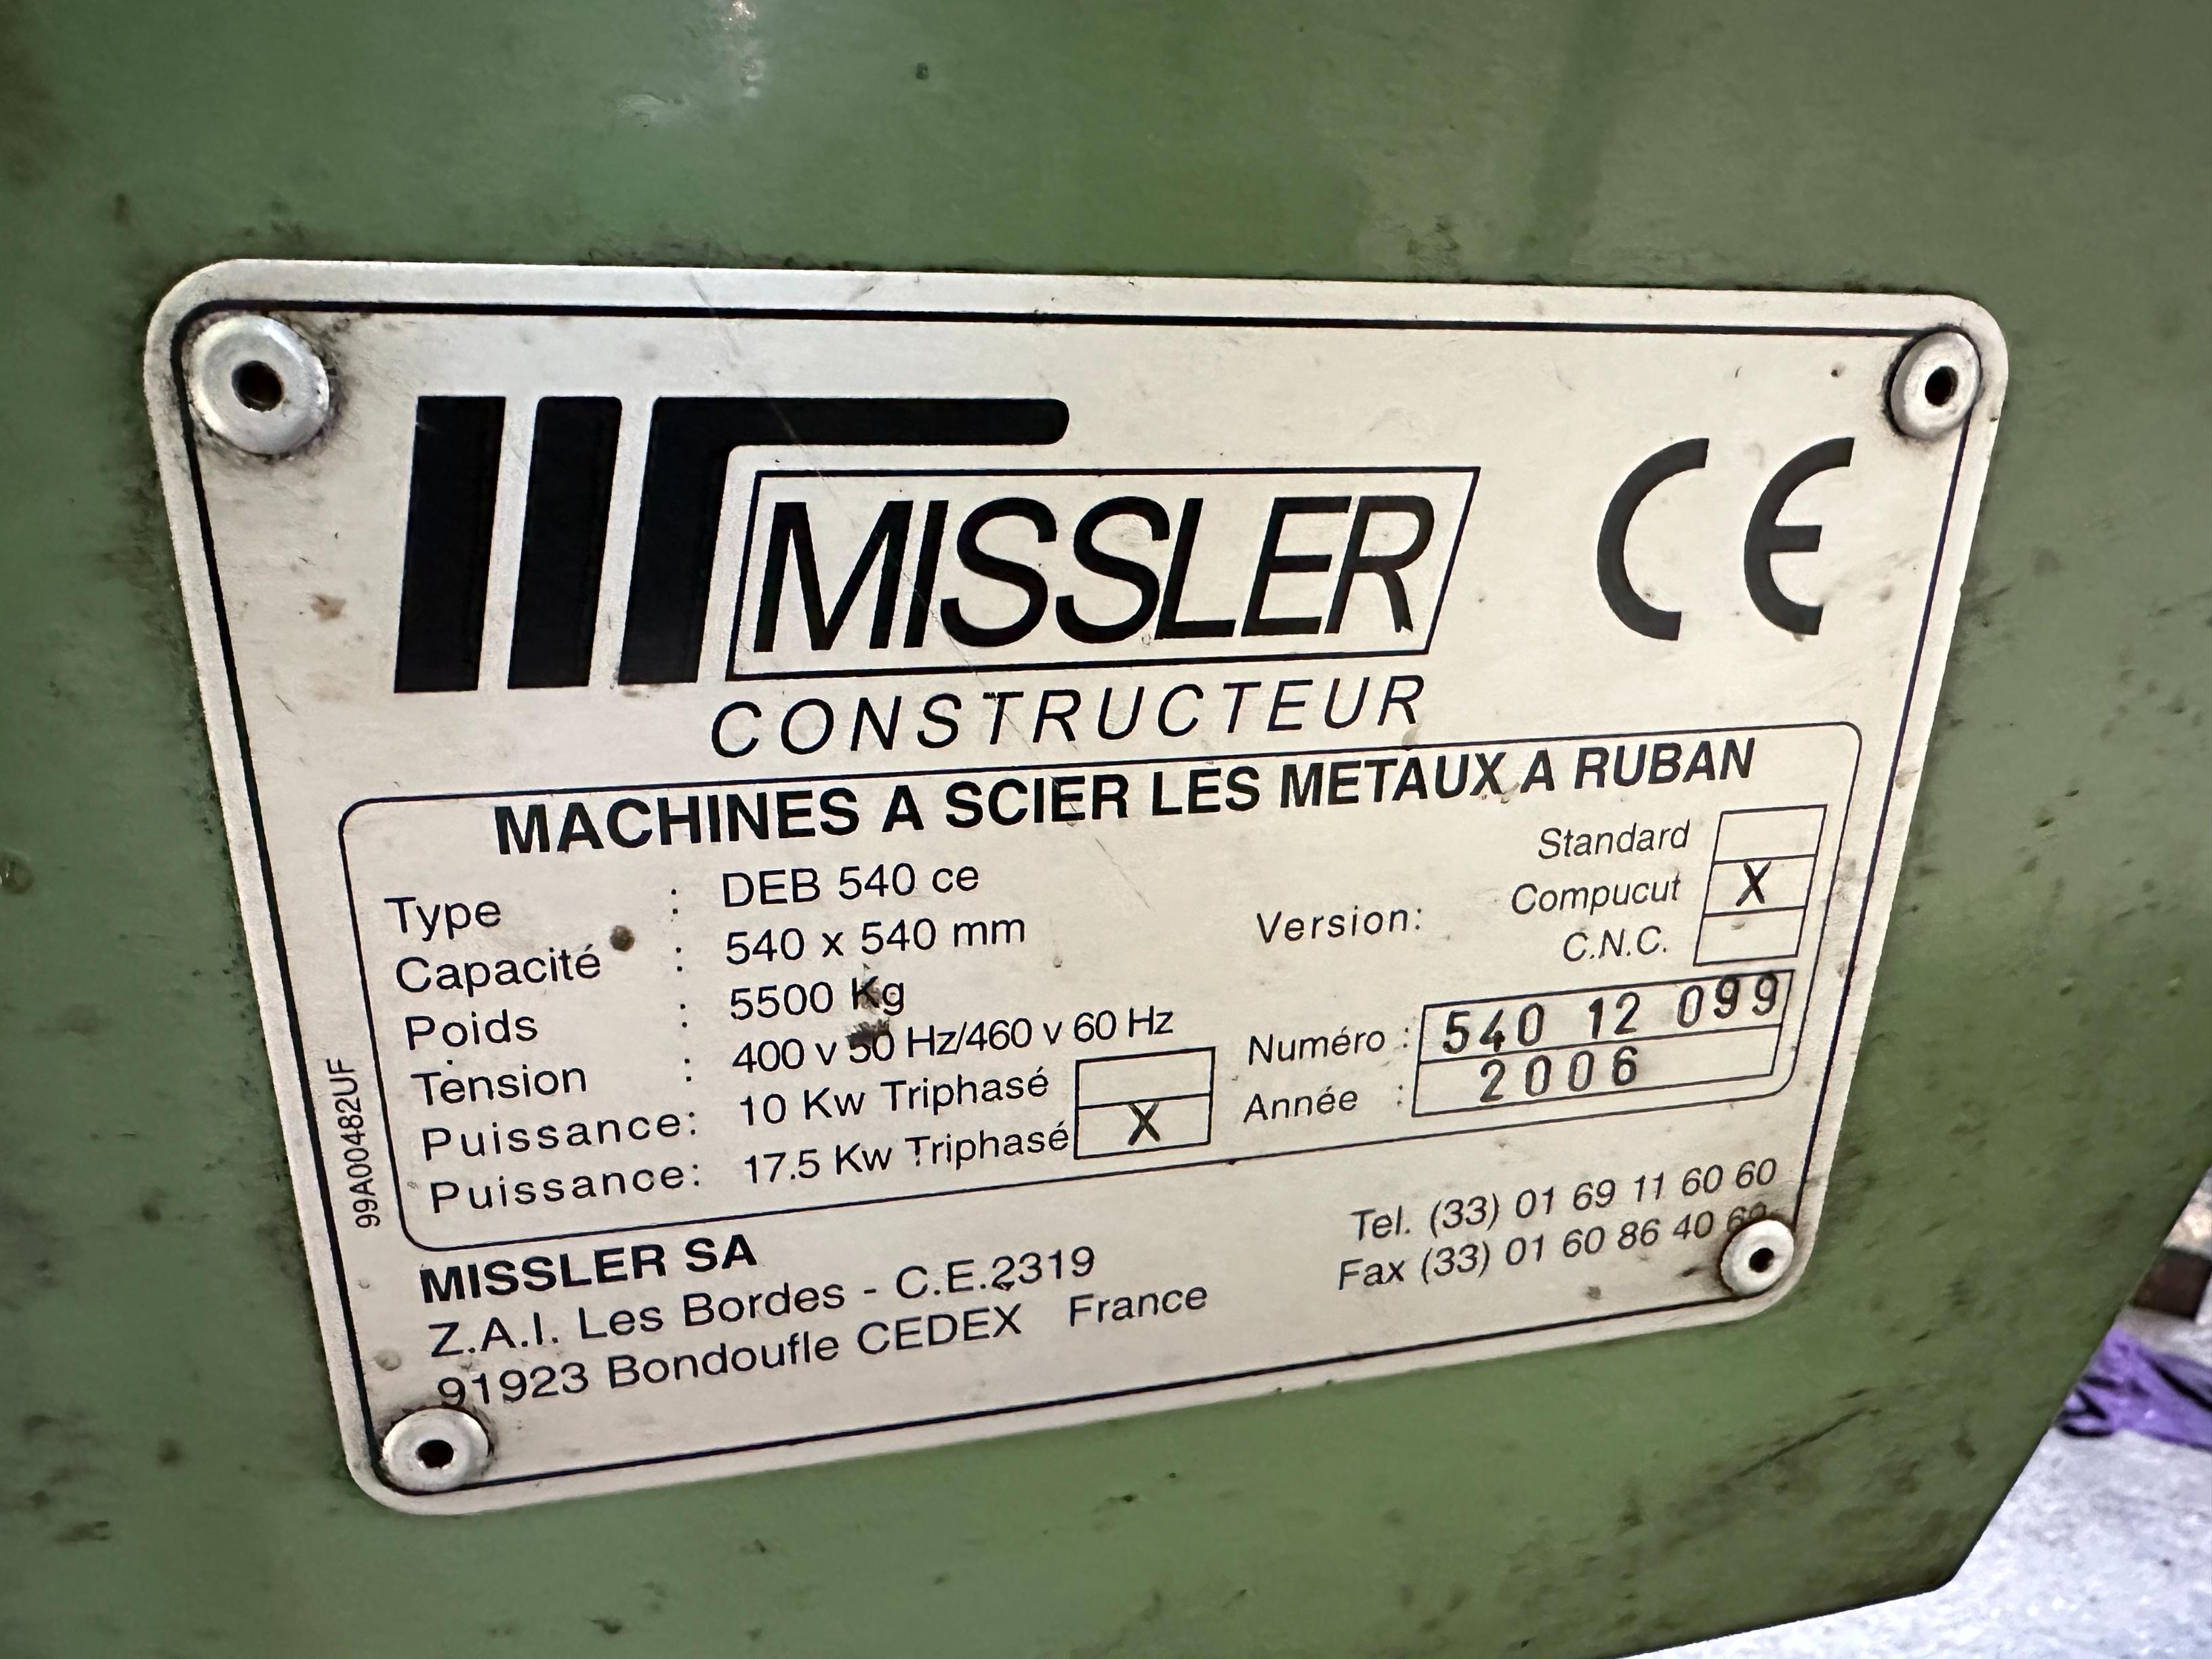 MISSLER
CE
CONSTRUCTEUR
MACHINES A SCIER LES METAUX A RUBAN
Type : DEB 540 ce
Capacité : 540 x 540 mm
Poids : 5500 Kg
Tension : 400 v 50 Hz/460 v 60 Hz
Puissance: 10 Kw Triphasé
Puissance: 17.5 Kw Triphasé X
Version: Standard
Compucut X
C.N.C.
Numéro : 540 12 099
Année : 2006
99A00482UF
MISSLER SA
Z.A.I. Les Bordes - C.E.2319
91923 Bondoufle CEDEX France
Tel. (33) 01 69 11 60 60
Fax (33) 01 60 86 40